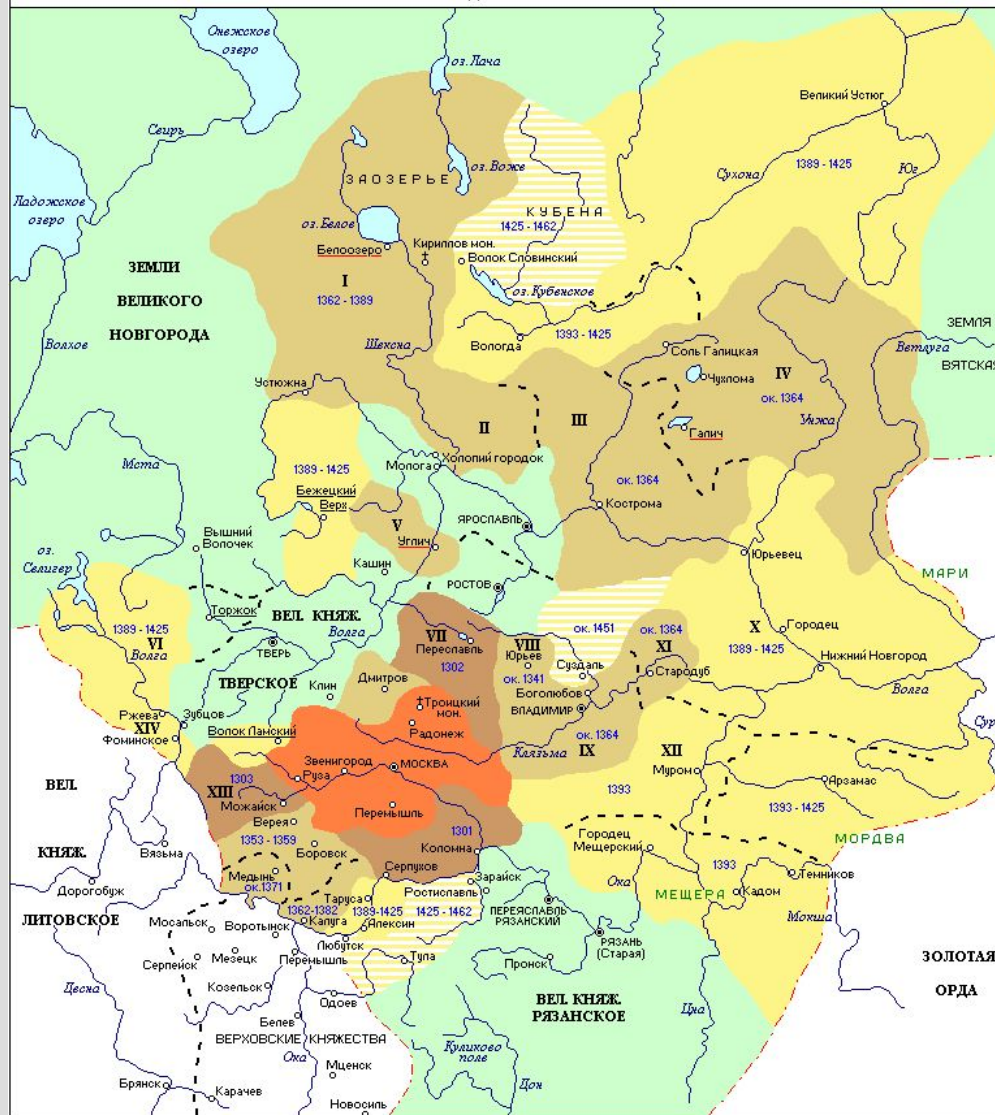 Онежское
озеро
оз. Лача
Великий Устюг
Свирь
1389 - 1425
Сухона
Юг
оз. Воже
ЗАОЗЕРЬЕ
Ладожское
озеро
КУБЕНА
1425 - 1462
оз. Белое
Белоозеро
Кириллов мон.
Волок Словинский
I
1362 - 1389
ЗЕМЛИ
ВЕЛИКОГО
НОВГОРОДА
оз. Кубенское
1393 - 1425
Вологда
ЗЕМЛЯ
ВЯТСКАЯ
Ветлуга
Волхов
Шексна
Соль Галицкая
Чухлома
IV
ок. 1364
Устюжна
Унжа
II
III
Галич
1389 - 1425
Холопий городок
Молога
Мста
ок. 1364
Бежецкий
Верх
Кострома
V
Углич
ЯРОСЛАВЛЬ
Вышний
Волочек
Юрьевец
оз.
Селигер
Кашин
РОСТОВ
МАРИ
Торжок
ВЕЛ. КНЯЖ.
1389 - 1425
VI
Волга
Волга
ТВЕРЬ
ТВЕРСКОЕ
VII
Переславль
1302
VIII
Юрьев
ок. 1341
ок. 1451
ок. 1364
XI
X
1389 - 1425
Городец
Суздаль
Нижний Новгород
Стародуб
Волга
Дмитров
Клин
Боголюбов
ВЛАДИМИР
Троицкий
мон.
Радонеж
Ржева
Зубцов
XIV
Фоминское
Волок Ламский
Клязьма
ок. 1364
IX
XII
Сур
Звенигород
Руза
МОСКВА
Муром
Арзамас
1303
XIII
Можайск
Верея
Перемышль
1393
1393 - 1425
ВЕЛ.
КНЯЖ.
ЛИТОВСКОЕ
1353 - 1359
Боровск
1301
Коломна
Городец
Мещерский
МОРДВА
Вязьма
Медынь
ок.1371
Серпухов
Зарайск
1393
Темников
Дорогобуж
Ростиславль
Ока
МЕЩЕРА
Кадом
Таруса
1362-1382
1389-1425
1425 - 1462
ПЕРЕЯСЛАВЛЬ
РЯЗАНСКИЙ
Мокша
Калуга
Алексин
Мосальск
Воротынск
Любутск
РЯЗАНЬ
(Старая)
Серпейск
Мезецк
Перемышль
Тула
Пронск
ЗОЛОТАЯ
ОРДА
Десна
Козельск
Одоев
ВЕЛ. КНЯЖ.
РЯЗАНСКОЕ
Цна
Белев
ВЕРХОВСКИЕ КНЯЖЕСТВА
Куликово
поле
Ока
Мценск
Дон
Брянск
Карачев
Новосиль